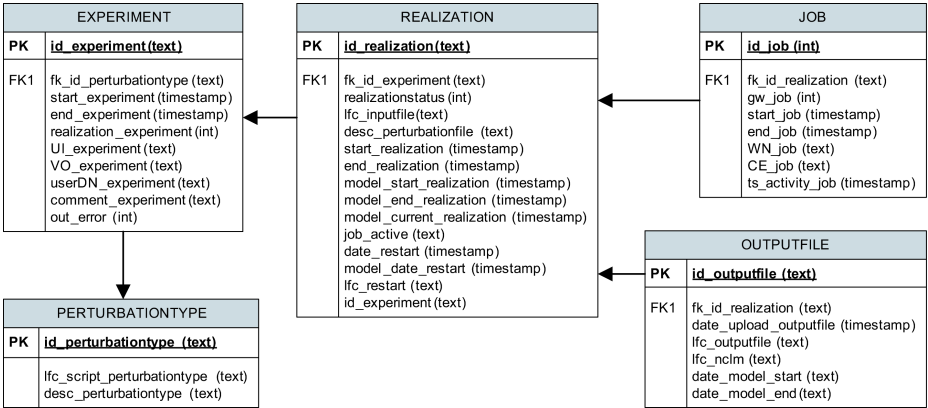 EXPERIMENT
PK id_experiment(text)
FK1 fk_id_perturbationtype (text)
start_experiment (timestamp)
end_experiment (timestamp)
realization_experiment (int)
UI_experiment (text)
VO_experiment (text)
userDN_experiment (text)
comment_experiment (text)
out_error (int)
REALIZATION
PK id_realization(text)
FK1 fk_id_experiment (text)
realizationstatus (int)
lfc_inputfile(text)
desc_perturbationfile (text)
start_realization (timestamp)
end_realization (timestamp)
model_start_realization (timestamp)
model_end_realization (timestamp)
model_current_realization (timestamp)
job_active (text)
date_restart (timestamp)
model_date_restart (timestamp)
lfc_restart (text)
id_experiment (text)
JOB
PK id_job (int)
FK1 fk_id_realization (text)
gw_job (int)
start_job (timestamp)
end_job (timestamp)
WN_job (text)
CE_job (text)
ts_activity_job (timestamp)
PERTURBATIONTYPE
PK id_perturbationtype (text)
lfc_script_perturbationtype (text)
desc_perturbationtype (text)
OUTPUTFILE
PK id_outputfile (text)
FK1 fk_id_realization (text)
date_upload_outputfile (timestamp)
lfc_outputfile (text)
lfc_nclm (text)
date_model_start (text)
date_model_end (text)